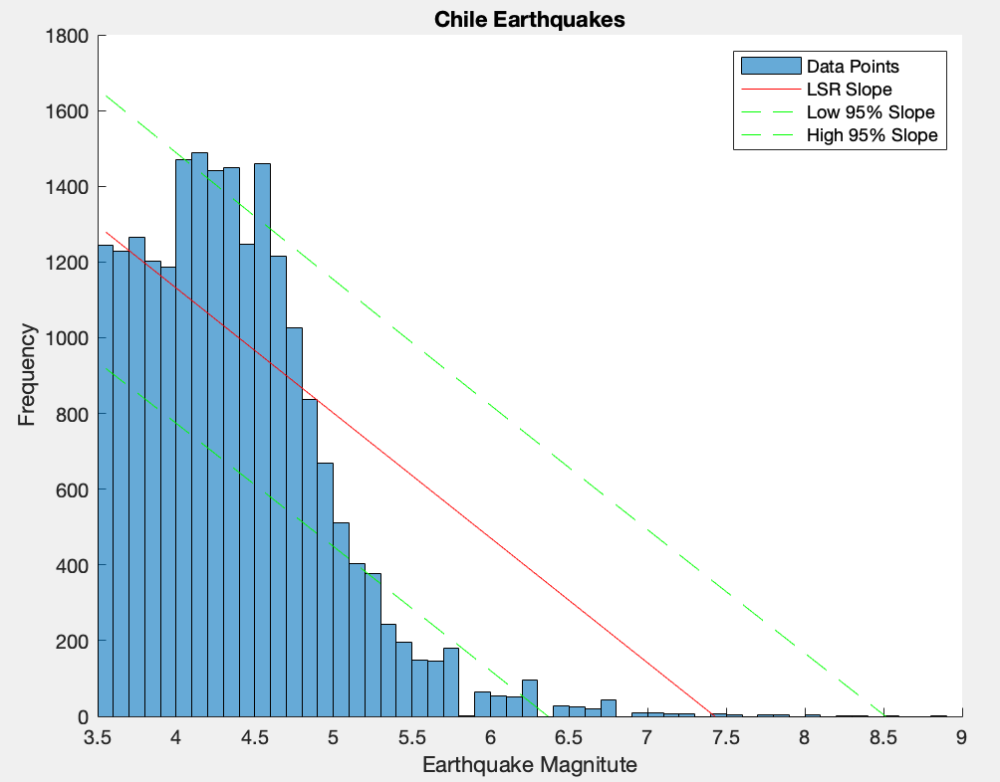 Chile Earthquakes
1800
1600
1400
1200
1000
800
600
400
200
0
Frequency
Data Points
LSR Slope
Low 95% Slope
High 95% Slope
3.5 4 4.5 5 5.5 6 6.5 7 7.5 8 8.5 9
Earthquake Magnitute